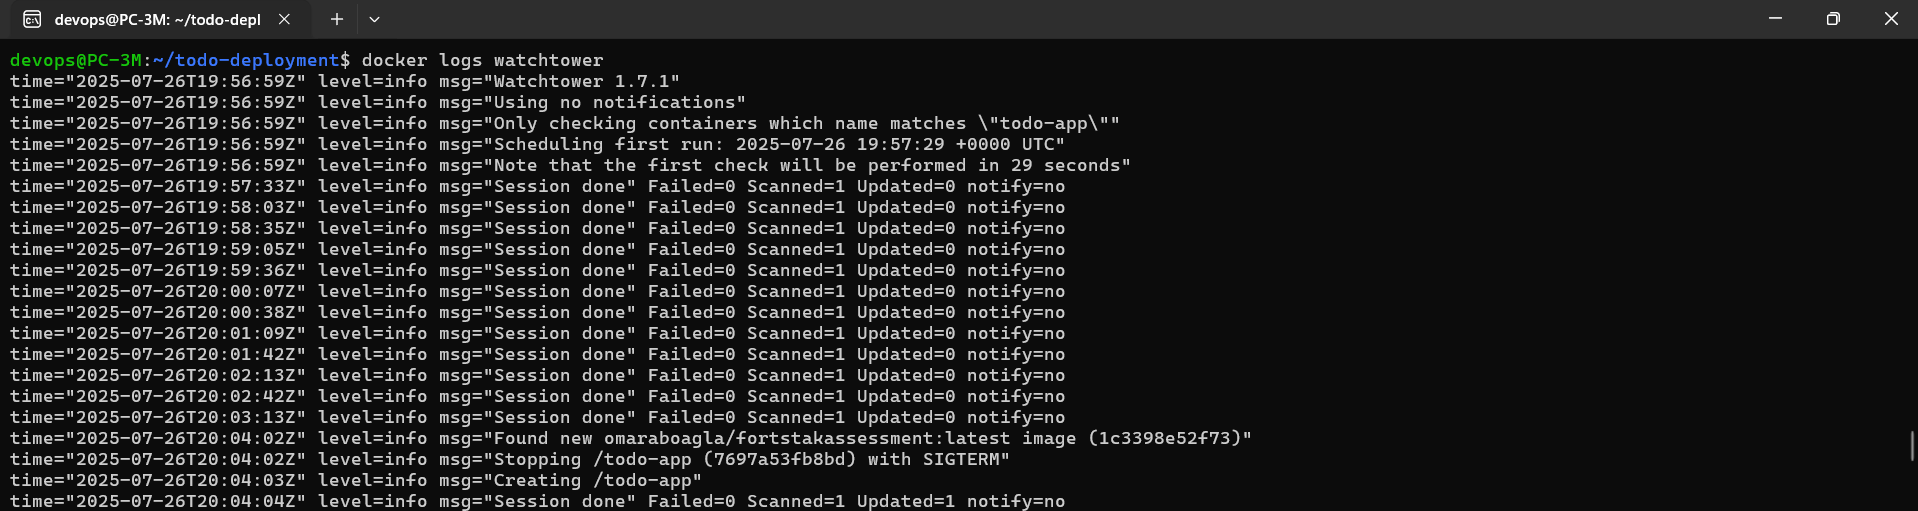 devops@PC-3M: ~/todo-depl
devops@PC-3M:~/todo-deployment$ docker logs watchtower
time="2025-07-26T19:56:59Z" level=info msg="Watchtower 1.7.1"
time="2025-07-26T19:56:59Z" level=info msg="Using no notifications"
time="2025-07-26T19:56:59Z" level=info msg="Only checking containers which name matches \"todo-app\""
time="2025-07-26T19:56:59Z" level=info msg="Scheduling first run: 2025-07-26 19:57:29 +0000 UTC"
time="2025-07-26T19:56:59Z" level=info msg="Note that the first check will be performed in 29 seconds"
time="2025-07-26T19:57:33Z" level=info msg="Session done" Failed=0 Scanned=1 Updated=0 notify=no
time="2025-07-26T19:58:03Z" level=info msg="Session done" Failed=0 Scanned=1 Updated=0 notify=no
time="2025-07-26T19:58:35Z" level=info msg="Session done" Failed=0 Scanned=1 Updated=0 notify=no
time="2025-07-26T19:59:05Z" level=info msg="Session done" Failed=0 Scanned=1 Updated=0 notify=no
time="2025-07-26T19:59:36Z" level=info msg="Session done" Failed=0 Scanned=1 Updated=0 notify=no
time="2025-07-26T20:00:07Z" level=info msg="Session done" Failed=0 Scanned=1 Updated=0 notify=no
time="2025-07-26T20:00:38Z" level=info msg="Session done" Failed=0 Scanned=1 Updated=0 notify=no
time="2025-07-26T20:01:09Z" level=info msg="Session done" Failed=0 Scanned=1 Updated=0 notify=no
time="2025-07-26T20:01:42Z" level=info msg="Session done" Failed=0 Scanned=1 Updated=0 notify=no
time="2025-07-26T20:02:13Z" level=info msg="Session done" Failed=0 Scanned=1 Updated=0 notify=no
time="2025-07-26T20:02:42Z" level=info msg="Session done" Failed=0 Scanned=1 Updated=0 notify=no
time="2025-07-26T20:03:13Z" level=info msg="Session done" Failed=0 Scanned=1 Updated=0 notify=no
time="2025-07-26T20:04:02Z" level=info msg="Found new omaraboagla/fortstakassessment:latest image (1c3398e52f73)"
time="2025-07-26T20:04:02Z" level=info msg="Stopping /todo-app (7697a53fb8bd) with SIGTERM"
time="2025-07-26T20:04:03Z" level=info msg="Creating /todo-app"
time="2025-07-26T20:04:04Z" level=info msg="Session done" Failed=0 Scanned=1 Updated=1 notify=no